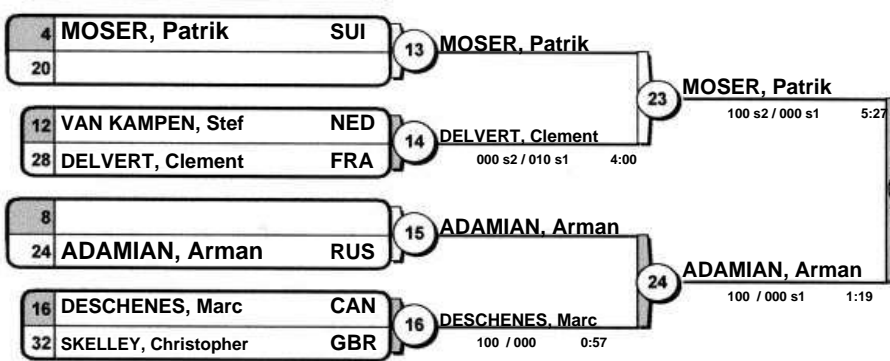 4 MOSER, Patrik SUI
20
13 MOSER, Patrik
12 VAN KAMPEN, Stef NED
28 DELVERT, Clement FRA
14 DELVERT, Clement
000 s2 / 010 s1 4:00
23 MOSER, Patrik
100 s2 / 000 s1 5:27
8
24 ADAMIAN, Arman RUS
15 ADAMIAN, Arman
16 DESCHENES, Marc CAN
32 SKELLEY, Christopher GBR
16 DESCHENES, Marc
100 / 000 0:57
24 ADAMIAN, Arman
100 / 000 s1 1:19